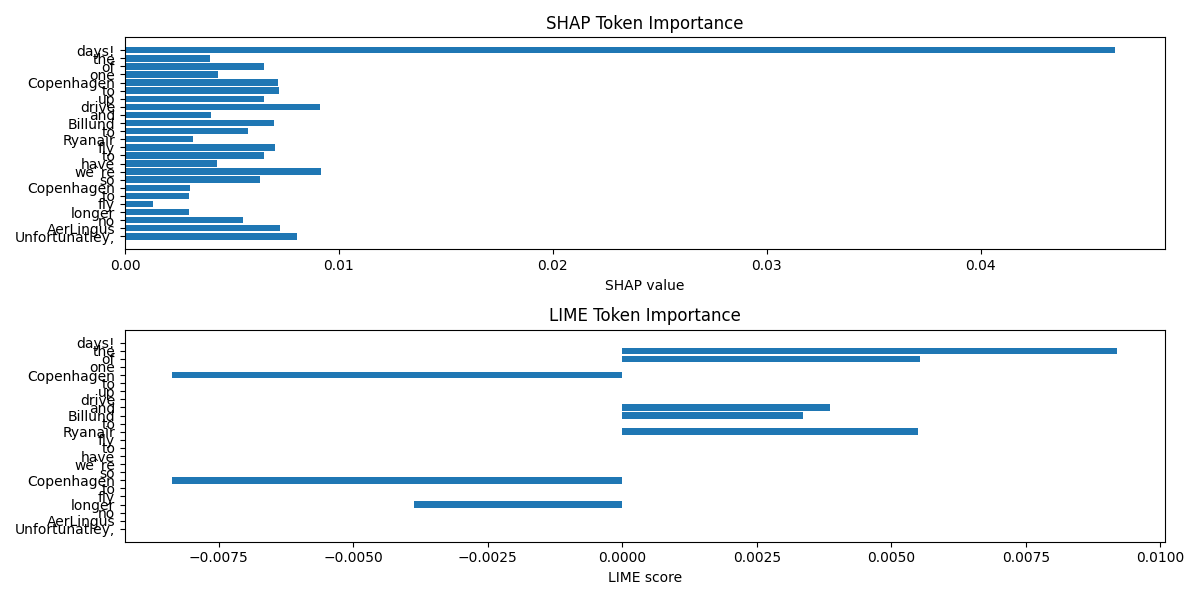 SHAP Token Importance
days!
the
of
one
Copenhagen
to
up
drive
and
Billund
to
Ryanair
fly
to
have
we're
so
Copenhagen
to
fly
longer
no
AerLingus
Unfortunatley,
0.00 0.01 0.02 0.03 0.04
SHAP value
LIME Token Importance
days!
the
of
one
Copenhagen
to
up
drive
and
Billund
to
Ryanair
fly
to
have
we're
so
Copenhagen
to
fly
longer
no
AerLingus
Unfortunatley,
−0.0075 −0.0050 −0.0025 0.0000 0.0025 0.0050 0.0075 0.0100
LIME score